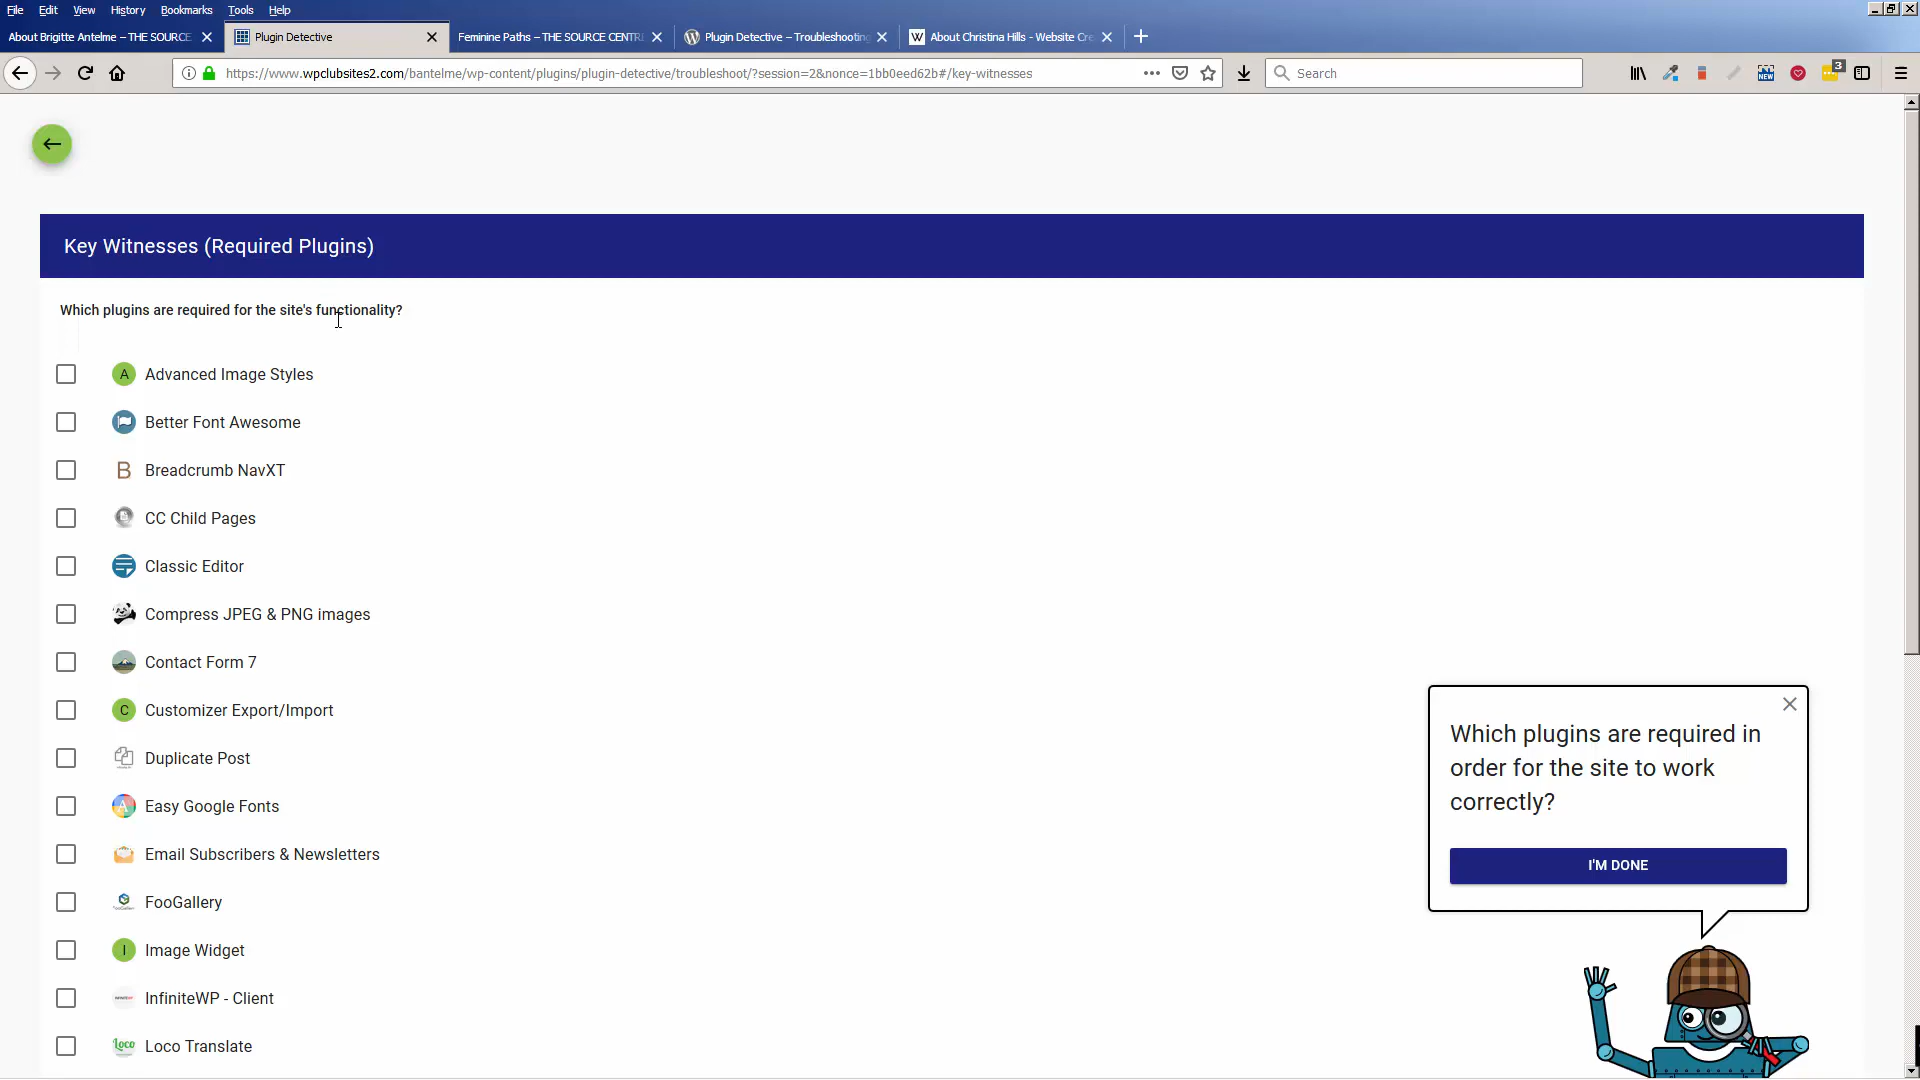 File Edit View History Bookmarks Tools Help
About Brigitte Antelme – THE SOURCE
Plugin Detective
Feminine Paths – THE SOURCE CENTR
Plugin Detective – Troubleshooting
W About Christina Hills - Website Cre
https://www.wpclubsites2.com/bantelme/wp-content/plugins/plugin-detective/troubleshoot/?session=2&nonce=1bb0eed62b#/key-witnesses
Search
NEW
3
Key Witnesses (Required Plugins)
Which plugins are required for the site's functionality?
A Advanced Image Styles
Better Font Awesome
B Breadcrumb NavXT
CC Child Pages
Classic Editor
Compress JPEG & PNG images
Contact Form 7
C Customizer Export/Import
Duplicate Post
A Easy Google Fonts
Email Subscribers & Newsletters
FooGallery
I Image Widget
InfiniteWP - Client
Loco Loco Translate
Which plugins are required in
order for the site to work
correctly?
I'M DONE